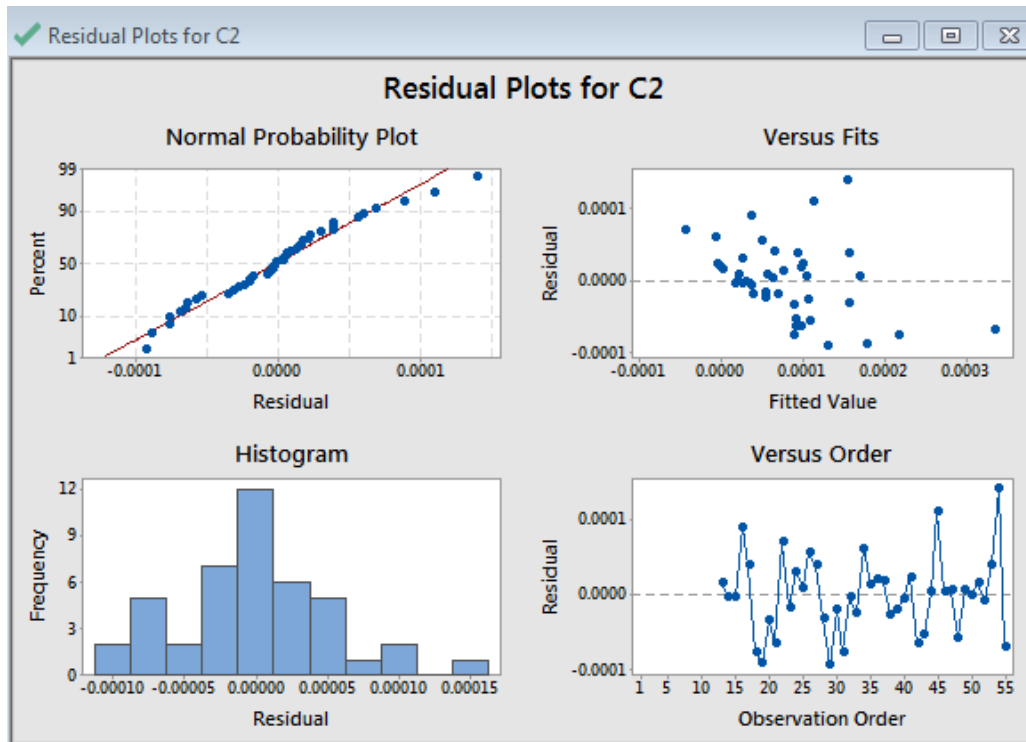 Residual Plots for C2
Residual Plots for C2
Normal Probability Plot
99
90
50
10
1
Percent
-0.0001 0.0000 0.0001
Residual
Versus Fits
0.0001
0.0000
-0.0001
Residual
-0.0001 0.0000 0.0001 0.0002 0.0003
Fitted Value
Histogram
12
9
6
3
0
Frequency
-0.00010 -0.00005 0.00000 0.00005 0.00010 0.00015
Residual
Versus Order
0.0001
0.0000
-0.0001
Residual
1 5 10 15 20 25 30 35 40 45 50 55
Observation Order